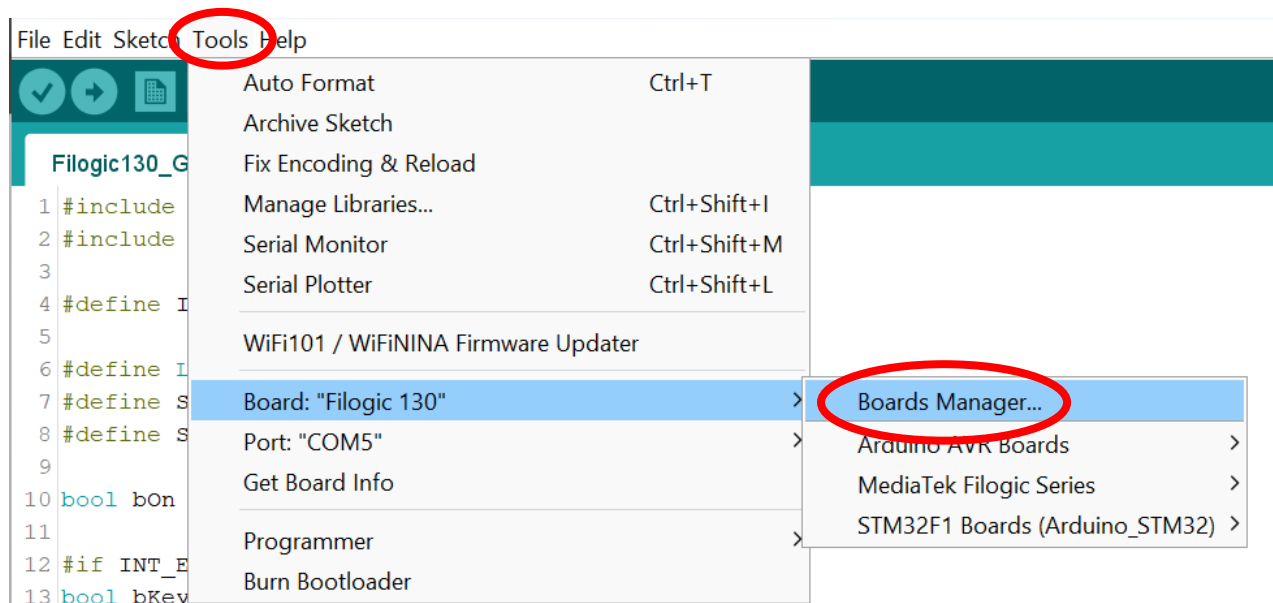 File Edit Sketch Tools Help
Filogic130_G
Auto Format Ctrl+T
Archive Sketch
Fix Encoding & Reload
Manage Libraries... Ctrl+Shift+I
Serial Monitor Ctrl+Shift+M
Serial Plotter Ctrl+Shift+L
WiFi101 / WiFiNINA Firmware Updater
Board: "Filogic 130"
Port: "COM5"
Get Board Info
Programmer
Burn Bootloader
Boards Manager...
Arduino AVR Boards
MediaTek Filogic Series
STM32F1 Boards (Arduino_STM32)
1 #include
2 #include
3
4 #define I
5
6 #define L
7 #define S
8 #define S
9
10 bool bOn
11
12 #if INT_E
13 bool bKey